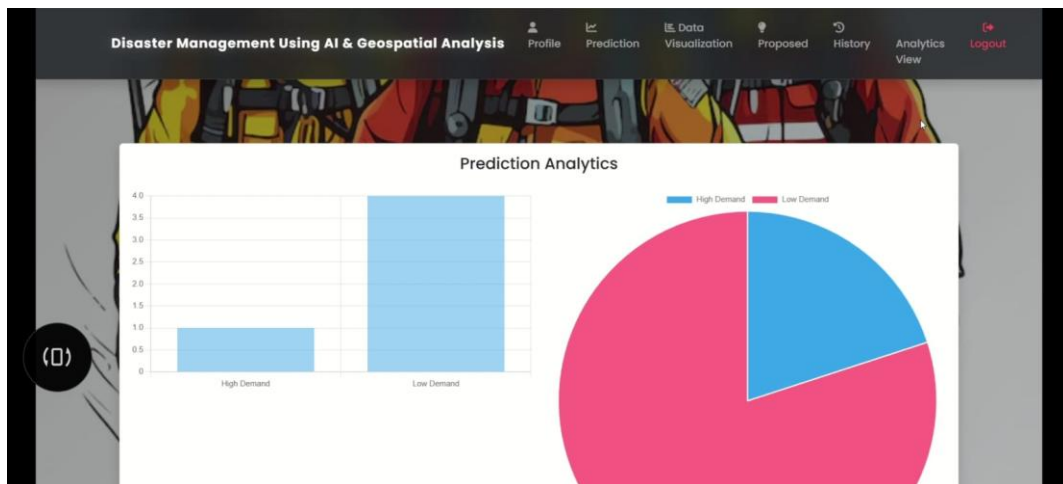 Disaster Management Using AI & Geospatial Analysis
Profile
Prediction
Data
Visualization
Proposed
History
Analytics
View
Logout
Prediction Analytics
4.0
3.5
3.0
2.5
2.0
1.5
1.0
0.5
0
High Demand
Low Demand
High Demand
Low Demand